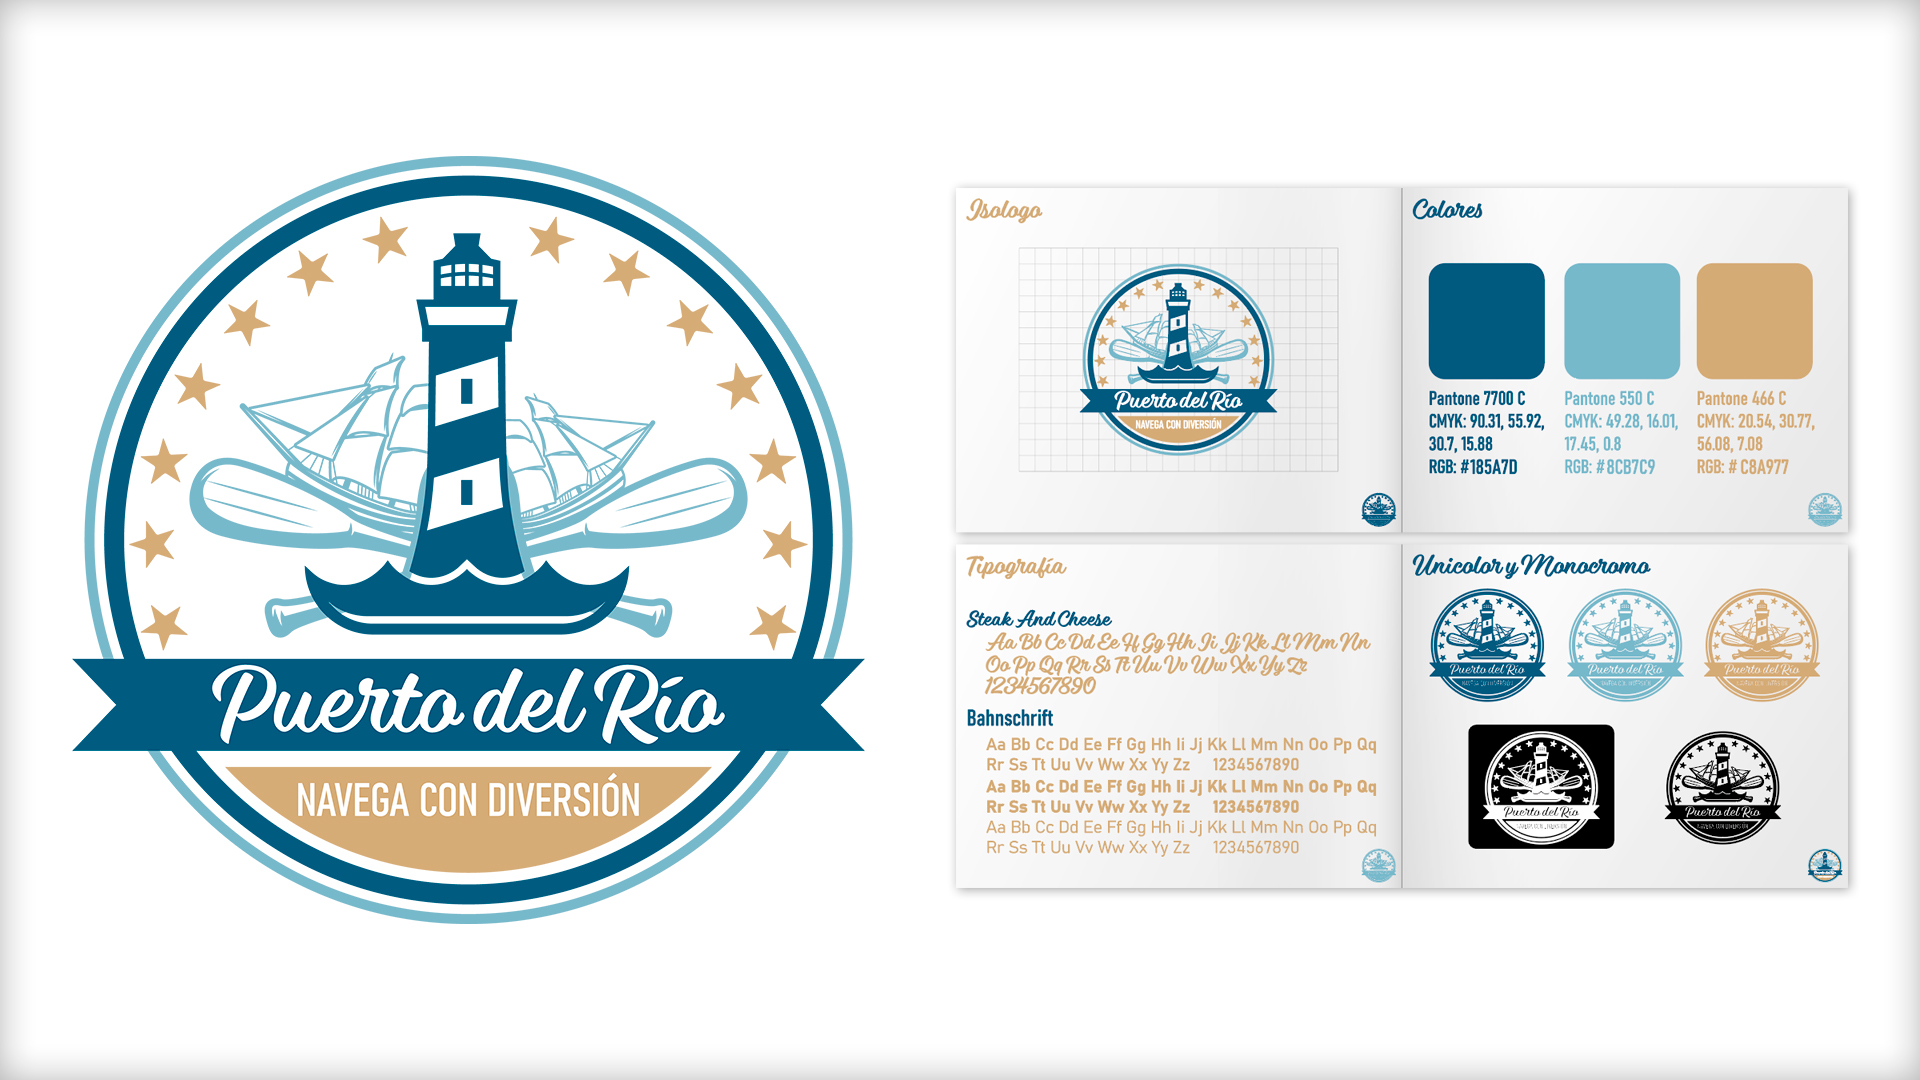 Puerto del Río
NAVEGA CON DIVERSIÓN
Isologo
Puerto del Río
NAVEGA CON DIVERSIÓN
Colores
Pantone 7700 C
CMYK: 90.31, 55.92,
30.7, 15.88
RGB: #185A7D
Pantone 550 C
CMYK: 49.28, 16.01,
17.45, 0.8
RGB: #8CB7C9
Pantone 466 C
CMYK: 20.54, 30.77,
56.08, 7.08
RGB: # C8A977
Tipografía
Steak And Cheese
Aa Bb Cc Dd Ee Ff Gg Hh Ii Jj Kk Ll Mm Nn
Oo Pp Qq Rr Ss Tt Uu Vv Ww Xx Yy Zz
1234567890
Bahnschrift
Aa Bb Cc Dd Ee Ff Gg Hh Ii Jj Kk Ll Mm Nn Oo Pp Qq
Rr Ss Tt Uu Vv Ww Xx Yy Zz 1234567890
Aa Bb Cc Dd Ee Ff Gg Hh Ii Jj Kk Ll Mm Nn Oo Pp Qq
Rr Ss Tt Uu Vv Ww Xx Yy Zz 1234567890
Aa Bb Cc Dd Ee Ff Gg Hh Ii Jj Kk Ll Mm Nn Oo Pp Qq
Rr Ss Tt Uu Vv Ww Xx Yy Zz 1234567890
Unicolor y Monocromo
Puerto del Río
Puerto del Río
Puerto del Río
Puerto del Río
Puerto del Río
NAVEGA CON DIVERSIÓN